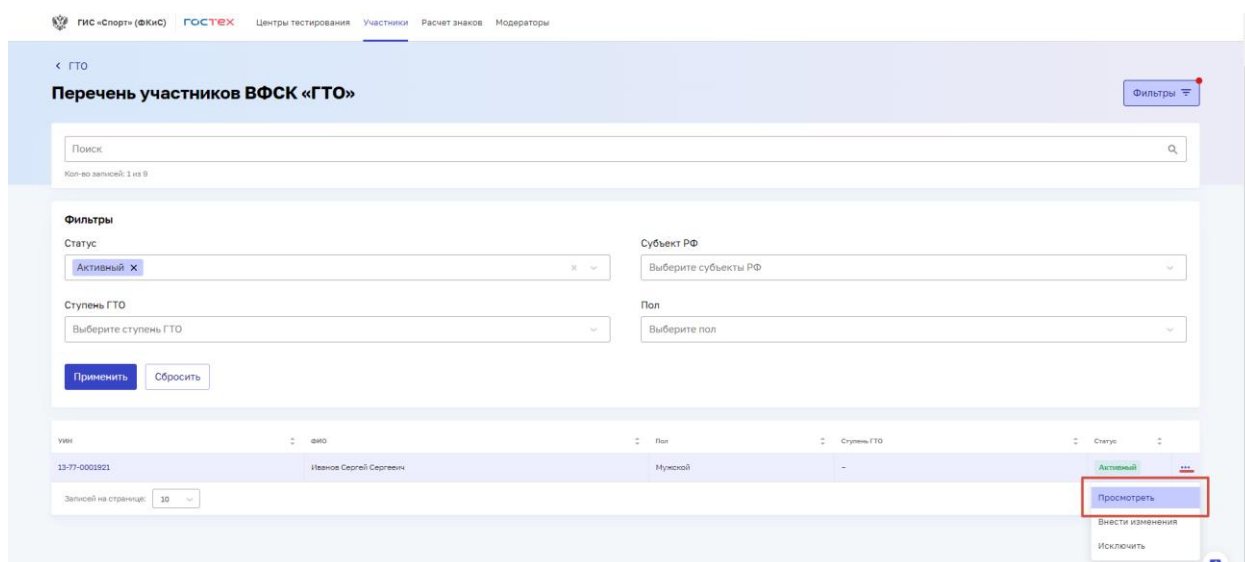 ГИС «Спорт» (ФКиС) ГОСТЕХ Центры тестирования Участники Расчет знаков Модераторы
ГТО
Перечень участников ВФСК «ГТО»
Фильтры
Поиск
Кол-во записей: 1 из 9
Фильтры
Статус Субъект РФ
Активный Выберите субъекты РФ
Ступень ГТО Пол
Выберите ступень ГТО Выберите пол
Применить Сбросить
УИН ФИО Пол Ступень ГТО Статус
13-77-0001921 Иванов Сергей Сергеевич Мужской – Активный ...
Записей на странице: 10
Просмотреть
Внести изменения
Исключить